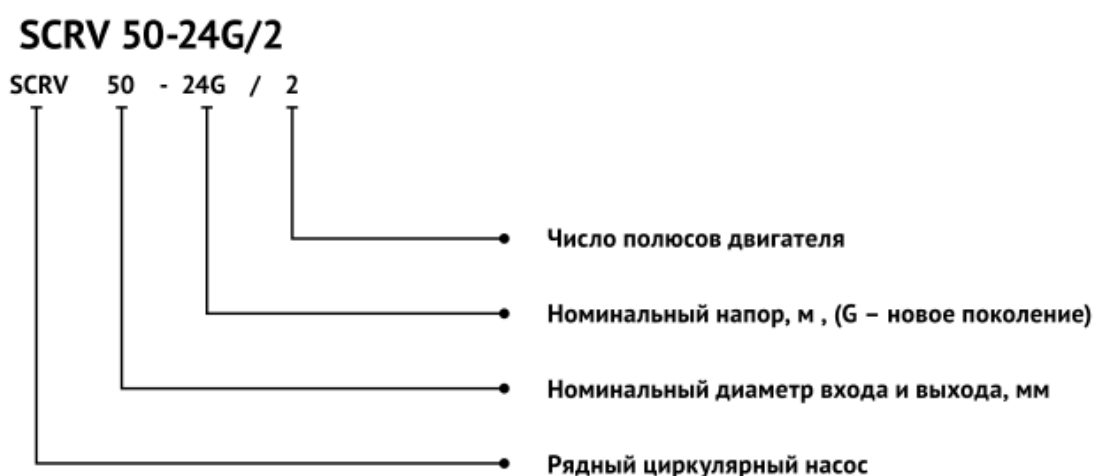 SCRV 50-24G/2
SCRV 50 - 24G / 2
Число полюсов двигателя
Номинальный напор, м , (G – новое поколение)
Номинальный диаметр входа и выхода, мм
Рядный циркулярный насос